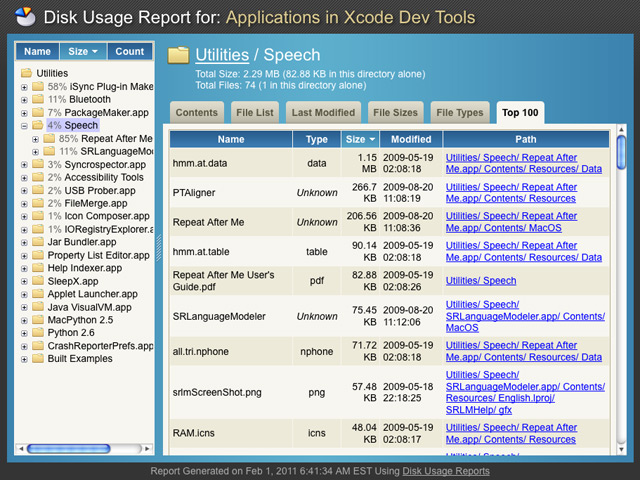 Disk Usage Report for: Applications in Xcode Dev Tools
Name Size Count
Utilities
58% iSync Plug-in Make
11% Bluetooth
7% PackageMaker.app
4% Speech
85% Repeat After Me
11% SRLanguageMo
3% Syncrospector.app
2% Accessibility Tools
2% USB Prober.app
2% FileMerge.app
1% Icon Composer.app
1% IORegistryExplorer.a
Jar Bundler.app
Property List Editor.app
Help Indexer.app
SleepX.app
Applet Launcher.app
Java VisualVM.app
MacPython 2.5
Python 2.6
CrashReporterPrefs.app
Built Examples
Utilities / Speech
Total Size: 2.29 MB (82.88 KB in this directory alone)
Total Files: 74 (1 in this directory alone)
Contents File List Last Modified File Sizes File Types Top 100
Name Type Size Modified Path
hmm.at.data data 1.15 MB 2009-05-19 02:08:18 Utilities/ Speech/ Repeat After Me.app/ Contents/ Resources/ Data
PTAligner Unknown 266.7 KB 2009-08-20 11:08:19 Utilities/ Speech/ Repeat After Me.app/ Contents/ Resources
Repeat After Me Unknown 206.56 KB 2009-08-20 11:08:36 Utilities/ Speech/ Repeat After Me.app/ Contents/ MacOS
hmm.at.table table 90.14 KB 2009-05-19 02:08:18 Utilities/ Speech/ Repeat After Me.app/ Contents/ Resources/ Data
Repeat After Me User's Guide.pdf pdf 82.88 KB 2009-05-19 02:08:26 Utilities/ Speech
SRLanguageModeler Unknown 75.45 KB 2009-08-20 11:12:06 Utilities/ Speech/ SRLanguageModeler.app/ Contents/ MacOS
all.tri.nphone nphone 71.72 KB 2009-05-19 02:08:18 Utilities/ Speech/ Repeat After Me.app/ Contents/ Resources/ Data
srlmScreenShot.png png 57.48 KB 2009-05-18 22:18:25 Utilities/ Speech/ SRLanguageModeler.app/ Contents/ Resources/ English.lproj/ SRLMHelp/ gfx
RAM.icns icns 48.04 KB 2009-05-19 02:08:17 Utilities/ Speech/ Repeat After Me.app/ Contents/ Resources
Utilities/ Speech/
Report Generated on Feb 1, 2011 6:41:34 AM EST Using Disk Usage Reports